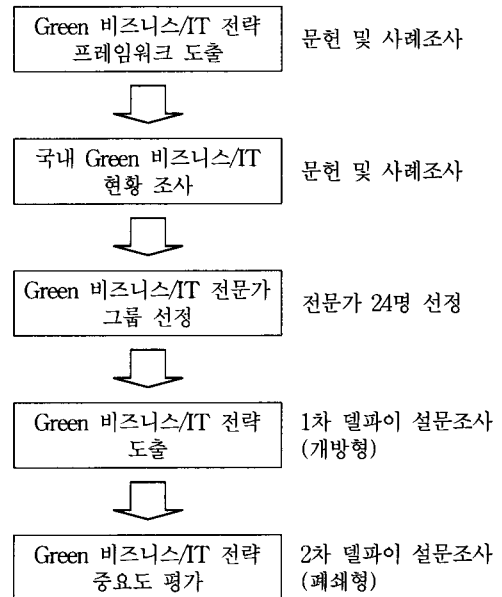 Green 비즈니스/IT 전략
프레임워크 도출
문헌 및 사례조사
국내 Green 비즈니스/IT
현황 조사
문헌 및 사례조사
Green 비즈니스/IT 전문가
그룹 선정
전문가 24명 선정
Green 비즈니스/IT 전략
도출
1차 델파이 설문조사
(개방형)
Green 비즈니스/IT 전략
중요도 평가
2차 델파이 설문조사
(폐쇄형)